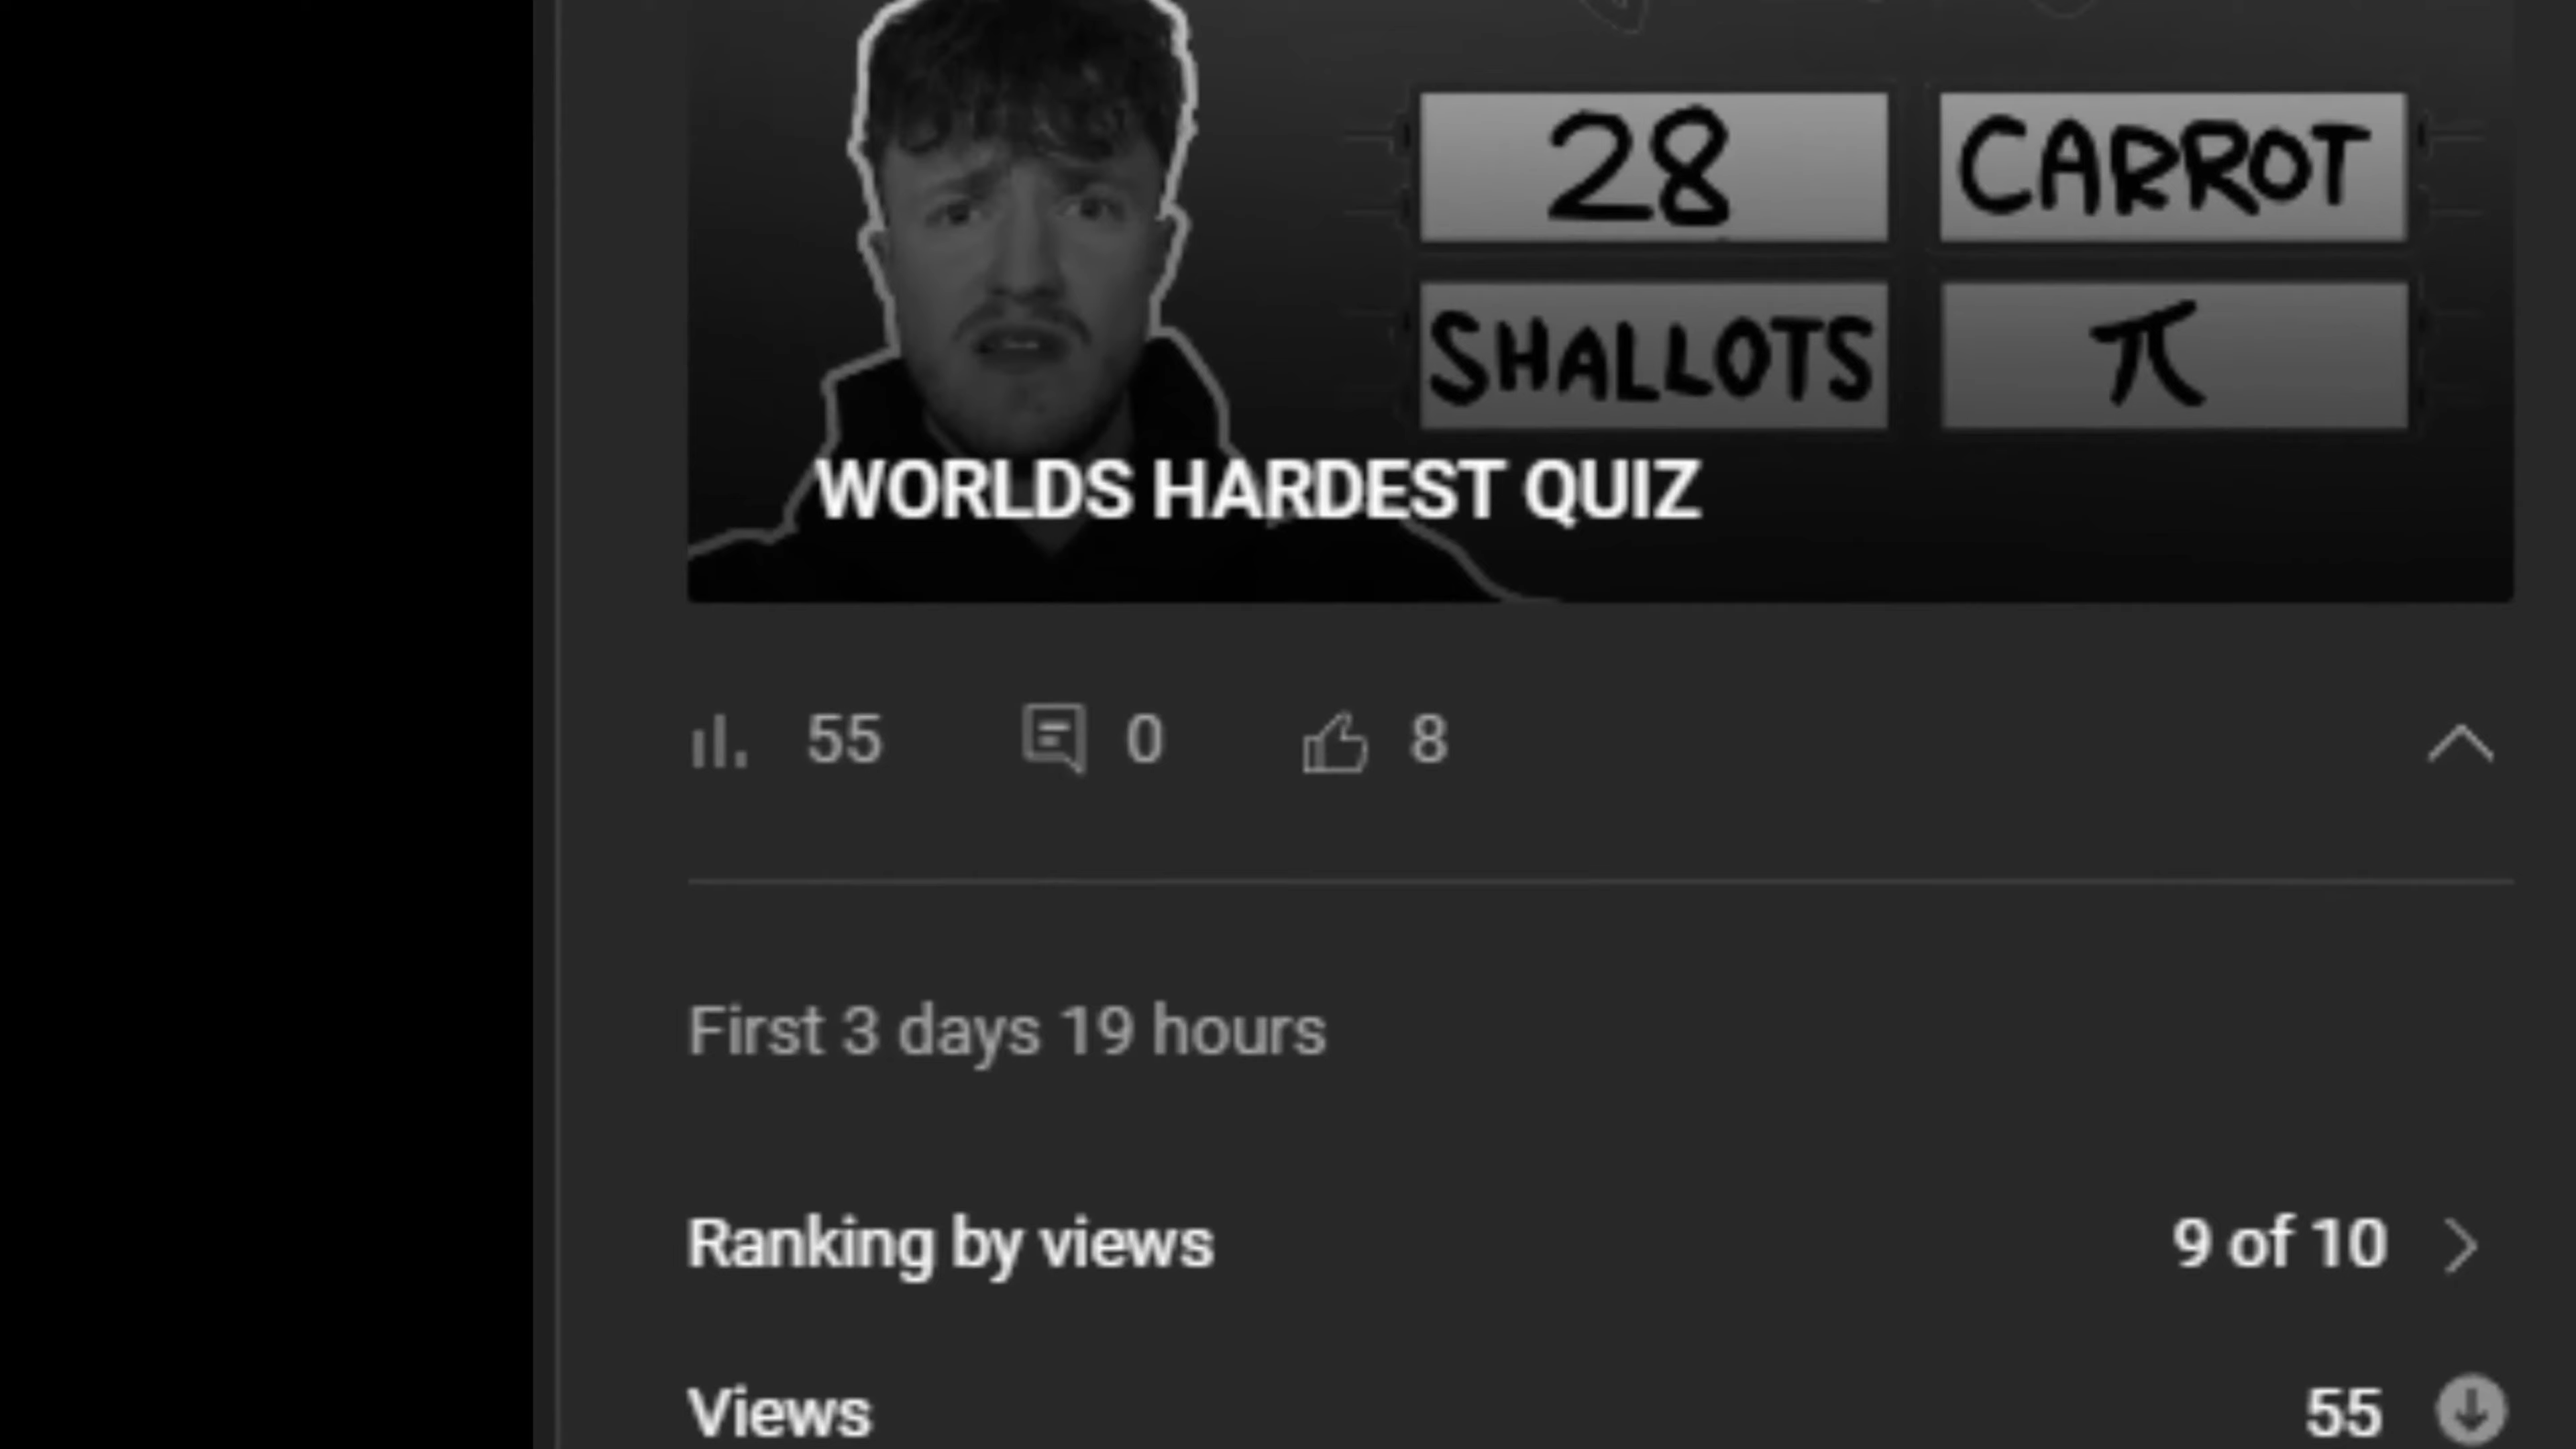 28 CARROT
SHALLOTS π
WORLDS HARDEST QUIZ
55 0 8
First 3 days 19 hours
Ranking by views 9 of 10
Views 55